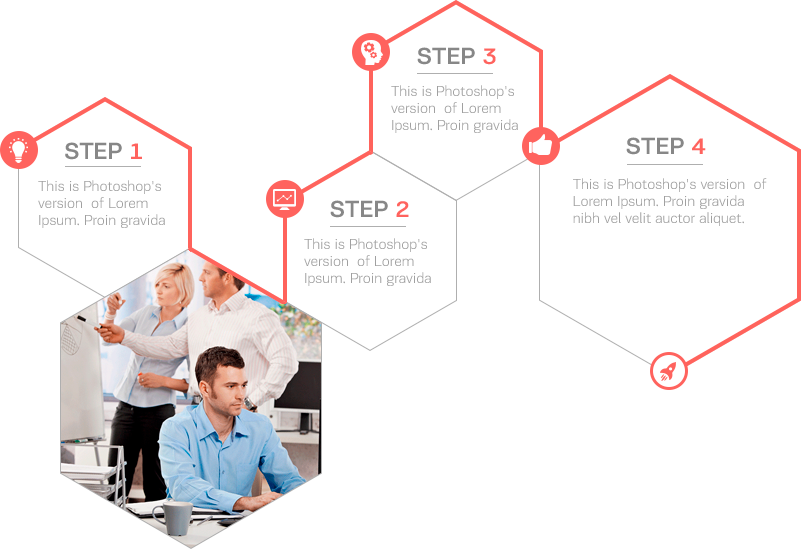 STEP 1
This is Photoshop's
version of Lorem
Ipsum. Proin gravida
STEP 2
This is Photoshop's
version of Lorem
Ipsum. Proin gravida
STEP 3
This is Photoshop's
version of Lorem
Ipsum. Proin gravida
STEP 4
This is Photoshop's version of
Lorem Ipsum. Proin gravida
nibh vel velit auctor aliquet.